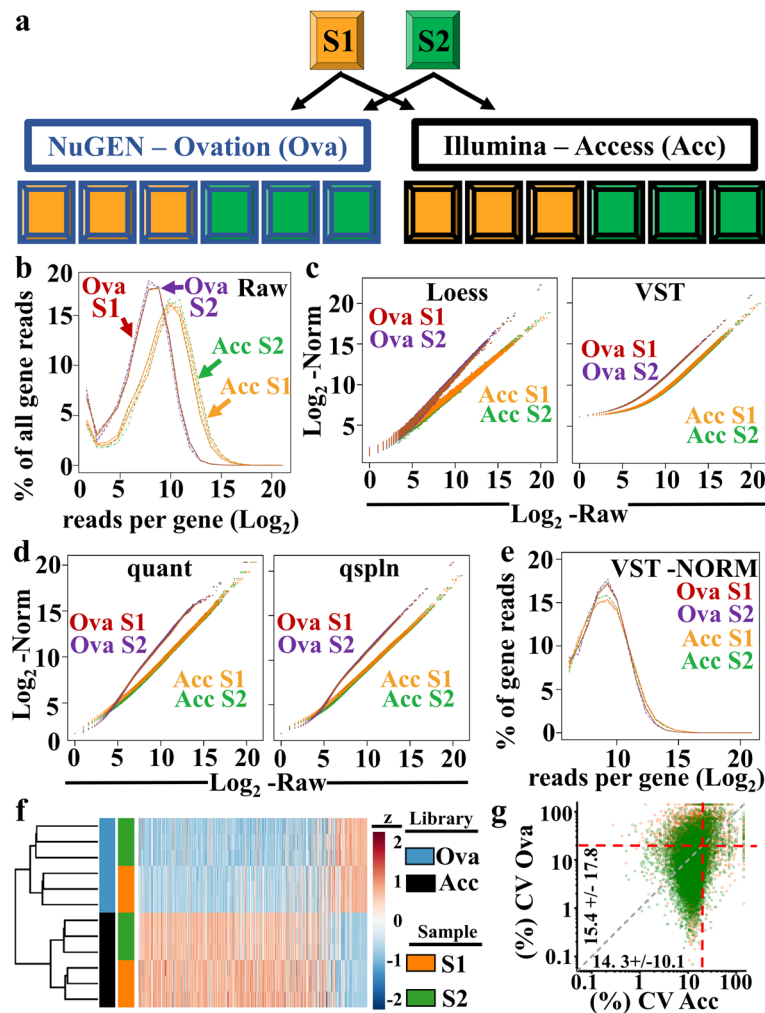 a
S1 S2
NuGEN – Ovation (Ova) Illumina – Access (Acc)
b
20
18
15
10
5
0
% of all gene reads
Ova S1
Ova S2
Raw
Acc S2
Acc S1
0 5 10 15 20
reads per gene (Log2)
c
Loess
Ova S1
Ova S2
Acc S1
Acc S2
VST
Ova S1
Ova S2
Acc S1
Acc S2
Log2 -Norm
20
15
10
5
0 5 10 15 20 0 5 10 15 20
Log2 -Raw
d
quant
Ova S1
Ova S2
Acc S1
Acc S2
qspln
Ova S1
Ova S2
Acc S1
Acc S2
Log2 -Norm
20
15
10
5
0
0 5 10 15 20 0 5 10 15 20
Log2 -Raw
e
VST -NORM
Ova S1
Ova S2
Acc S1
Acc S2
% of gene reads
20
15
10
5
0
10 15 20
reads per gene (Log2)
f
z
2
1
0
-1
-2
Library
Ova
Acc
Sample
S1
S2
g
(%) CV Ova
100
10
1
0.1
15.4 +/- 17.8
14. 3+/-10.1
0.1 1 10 100
(%) CV Acc